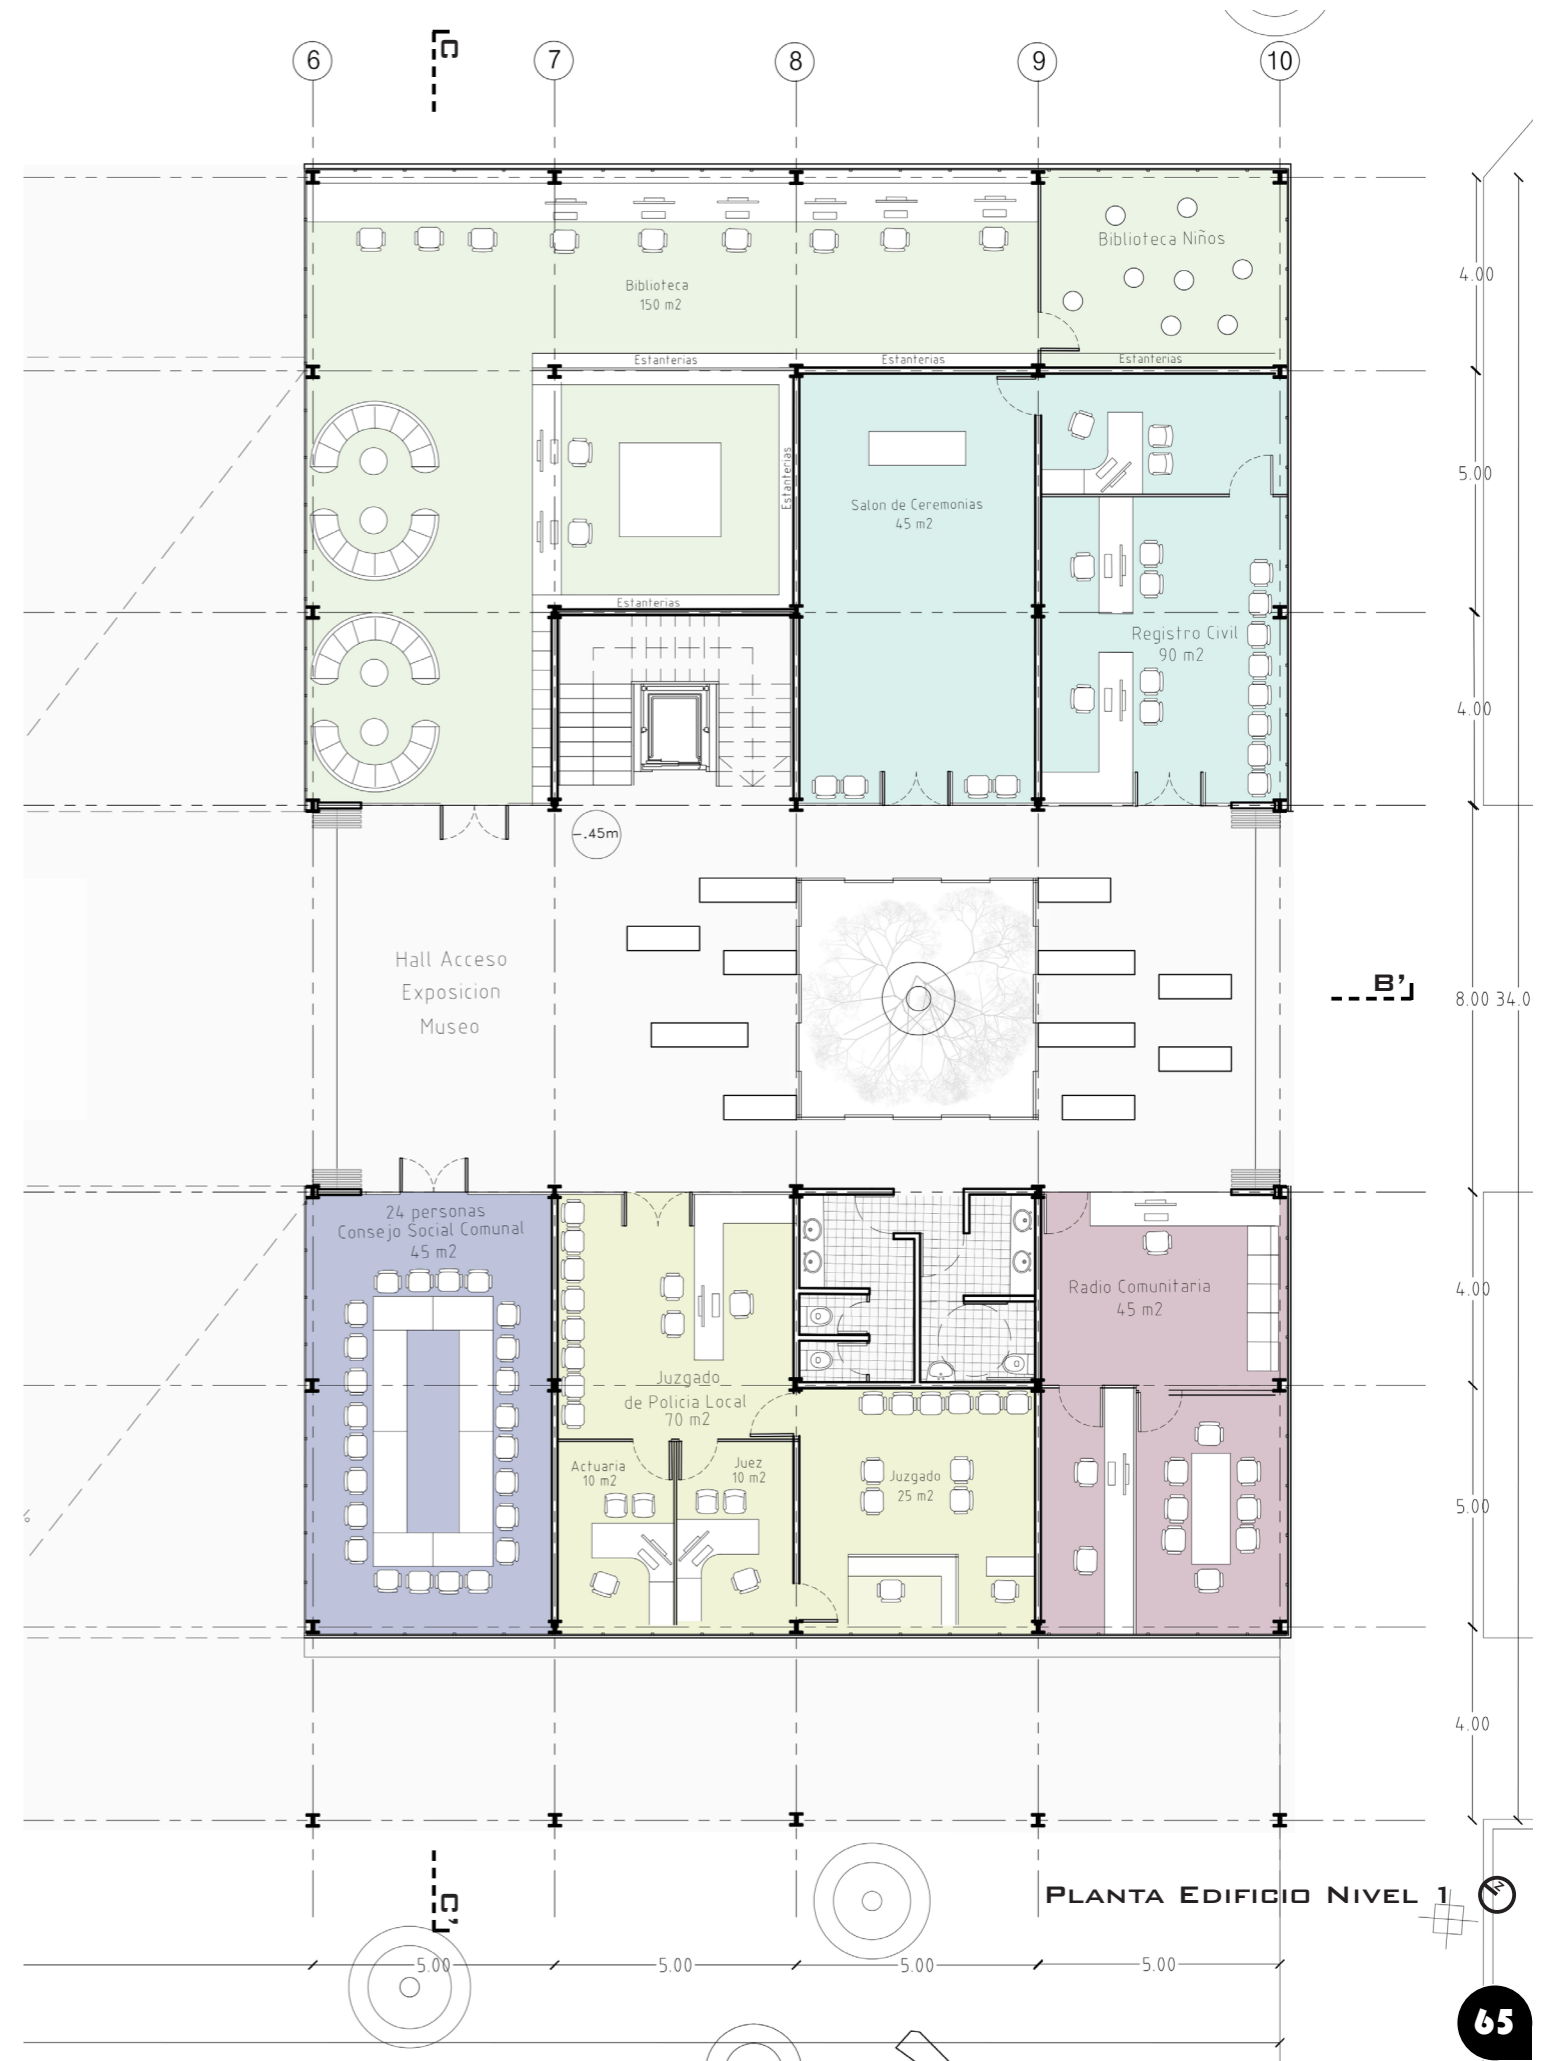 C
6
7
8
9
10
Biblioteca Niños
4.00
Biblioteca
150 m2
Estanterias
Estanterias
Estanterias
5.00
Estanterias
Salon de Ceremonias
45 m2
Estanterias
Registro Civil
90 m2
4.00
-.45m
Hall Acceso
Exposicion
Museo
B'
8.00
34.0
24 personas
Consejo Social Comunal
45 m2
Radio Comunitaria
45 m2
4.00
Juzgado
de Policia Local
70 m2
Actuaria
10 m2
Juez
10 m2
Juzgado
25 m2
5.00
4.00
C'
Planta Edificio Nivel 1
N
5.00
5.00
5.00
5.00
65